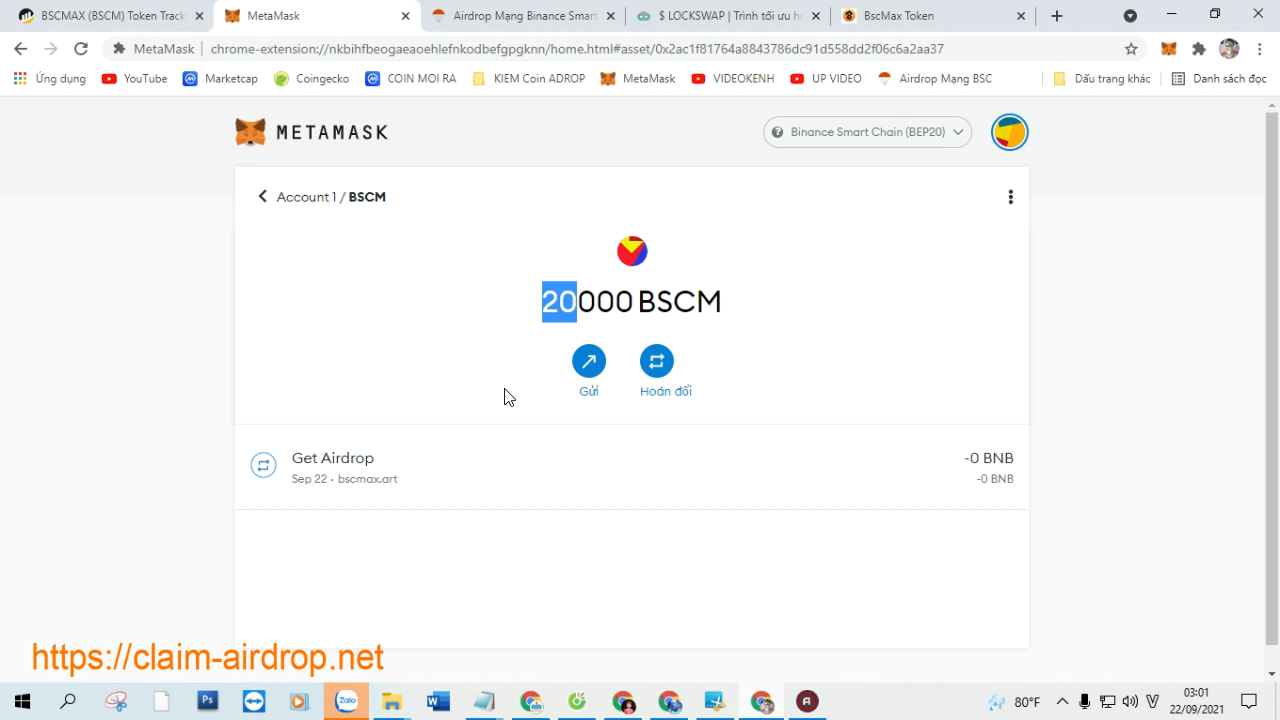 BSCMAX (BSCM) Token Track
MetaMask
Airdrop Mạng Binance Smart
$ LOCKSWAP | Trình tối ưu hó
BscMax Token
MetaMask
chrome-extension://nkbihfbeogaeaoehlefnkodbefgpgknn/home.html#asset/0x2ac1f81764a8f43786dc91d558dd2f06c6a2aa37
Ứng dụng
YouTube
Marketcap
Coingecko
COIN MOI RA
KIEM Coin ADROP
MetaMask
VIDEOKENH
UP VIDEO
Airdrop Mạng BSC
Dấu trang khác
Danh sách đọc
METAMASK
Binance Smart Chain (BEP20)
Account 1 / BSCM
20000 BSCM
Gửi
Hoán đổi
Get Airdrop
-0 BNB
Sep 22 · bscmax.art
-0 BNB
https://claim-airdrop.net
Ps
Zalo
W
A
80°F
V
03:01
22/09/2021